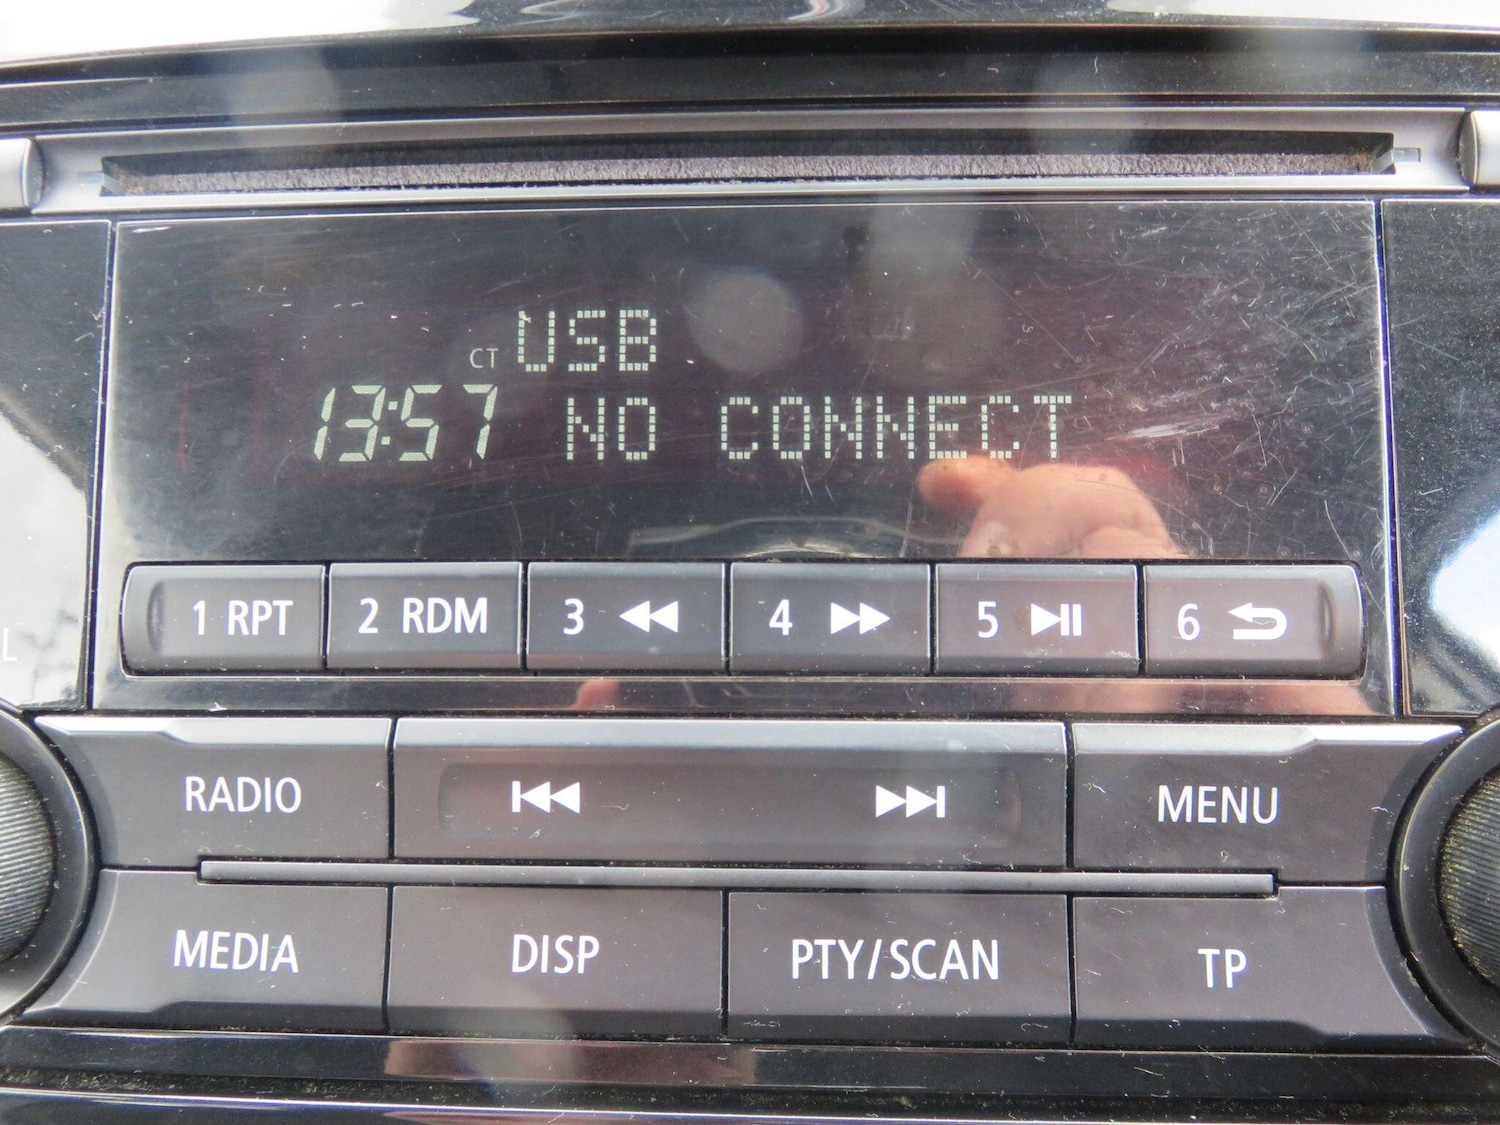 CT USB
13:57 NO CONNECT
1 RPT 2 RDM 3 4 5 6
L
RADIO MENU
MEDIA DISP PTY/SCAN TP